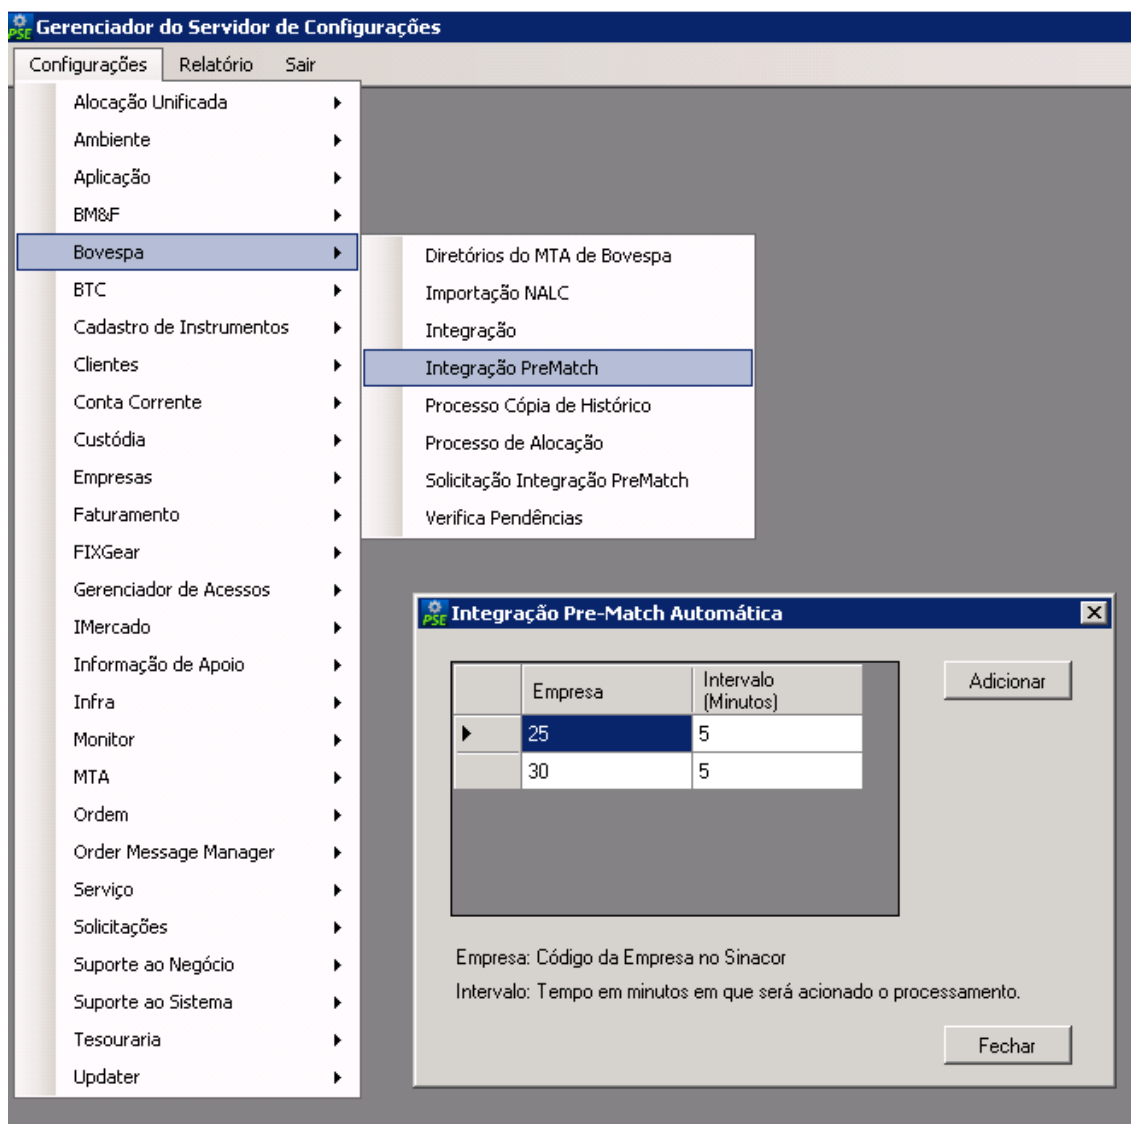 PSE Gerenciador do Servidor de Configurações
Configurações Relatório Sair
Alocação Unificada
Ambiente
Aplicação
BM&F
Bovespa
BTC
Cadastro de Instrumentos
Clientes
Conta Corrente
Custódia
Empresas
Faturamento
FIXGear
Gerenciador de Acessos
IMercado
Informação de Apoio
Infra
Monitor
MTA
Ordem
Order Message Manager
Serviço
Solicitações
Suporte ao Negócio
Suporte ao Sistema
Tesouraria
Updater
Diretórios do MTA de Bovespa
Importação NALC
Integração
Integração PreMatch
Processo Cópia de Histórico
Processo de Alocação
Solicitação Integração PreMatch
Verifica Pendências
PSE Integração Pre-Match Automática
Adicionar
Empresa Intervalo
(Minutos)
25 5
30 5
Empresa: Código da Empresa no Sinacor
Intervalo: Tempo em minutos em que será acionado o processamento.
Fechar